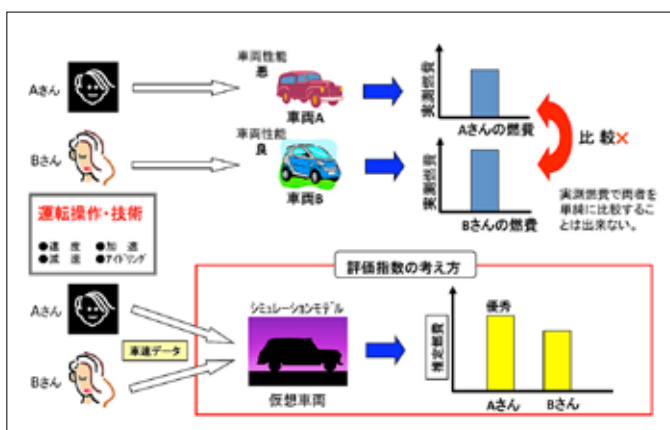 車両性能
悪
Aさん
車両A
実測燃費
Aさんの燃費
比較×
車両性能
良
Bさん
車両B
実測燃費
Bさんの燃費
実測燃費で両者を
単純に比較するこ
とは出来ない。
運転操作・技術
●速度 ●加速
●減速 ●アイドリング
評価指数の考え方
Aさん
Bさん
車速データ
シミュレーションモデル
仮想車両
推定燃費
優秀
Aさん Bさん